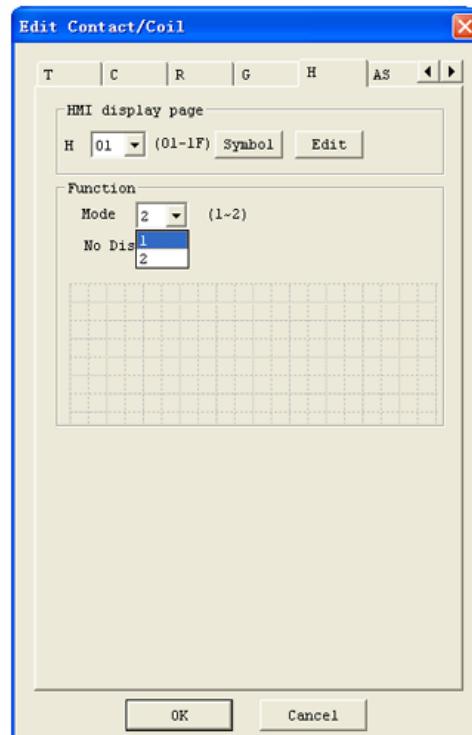 Edit Contact/Coil
T C R G H AS
HMI display page
H 01 (01-1F) Symbol Edit
Function
Mode 2 (1~2)
No Dis 1
2
OK Cancel